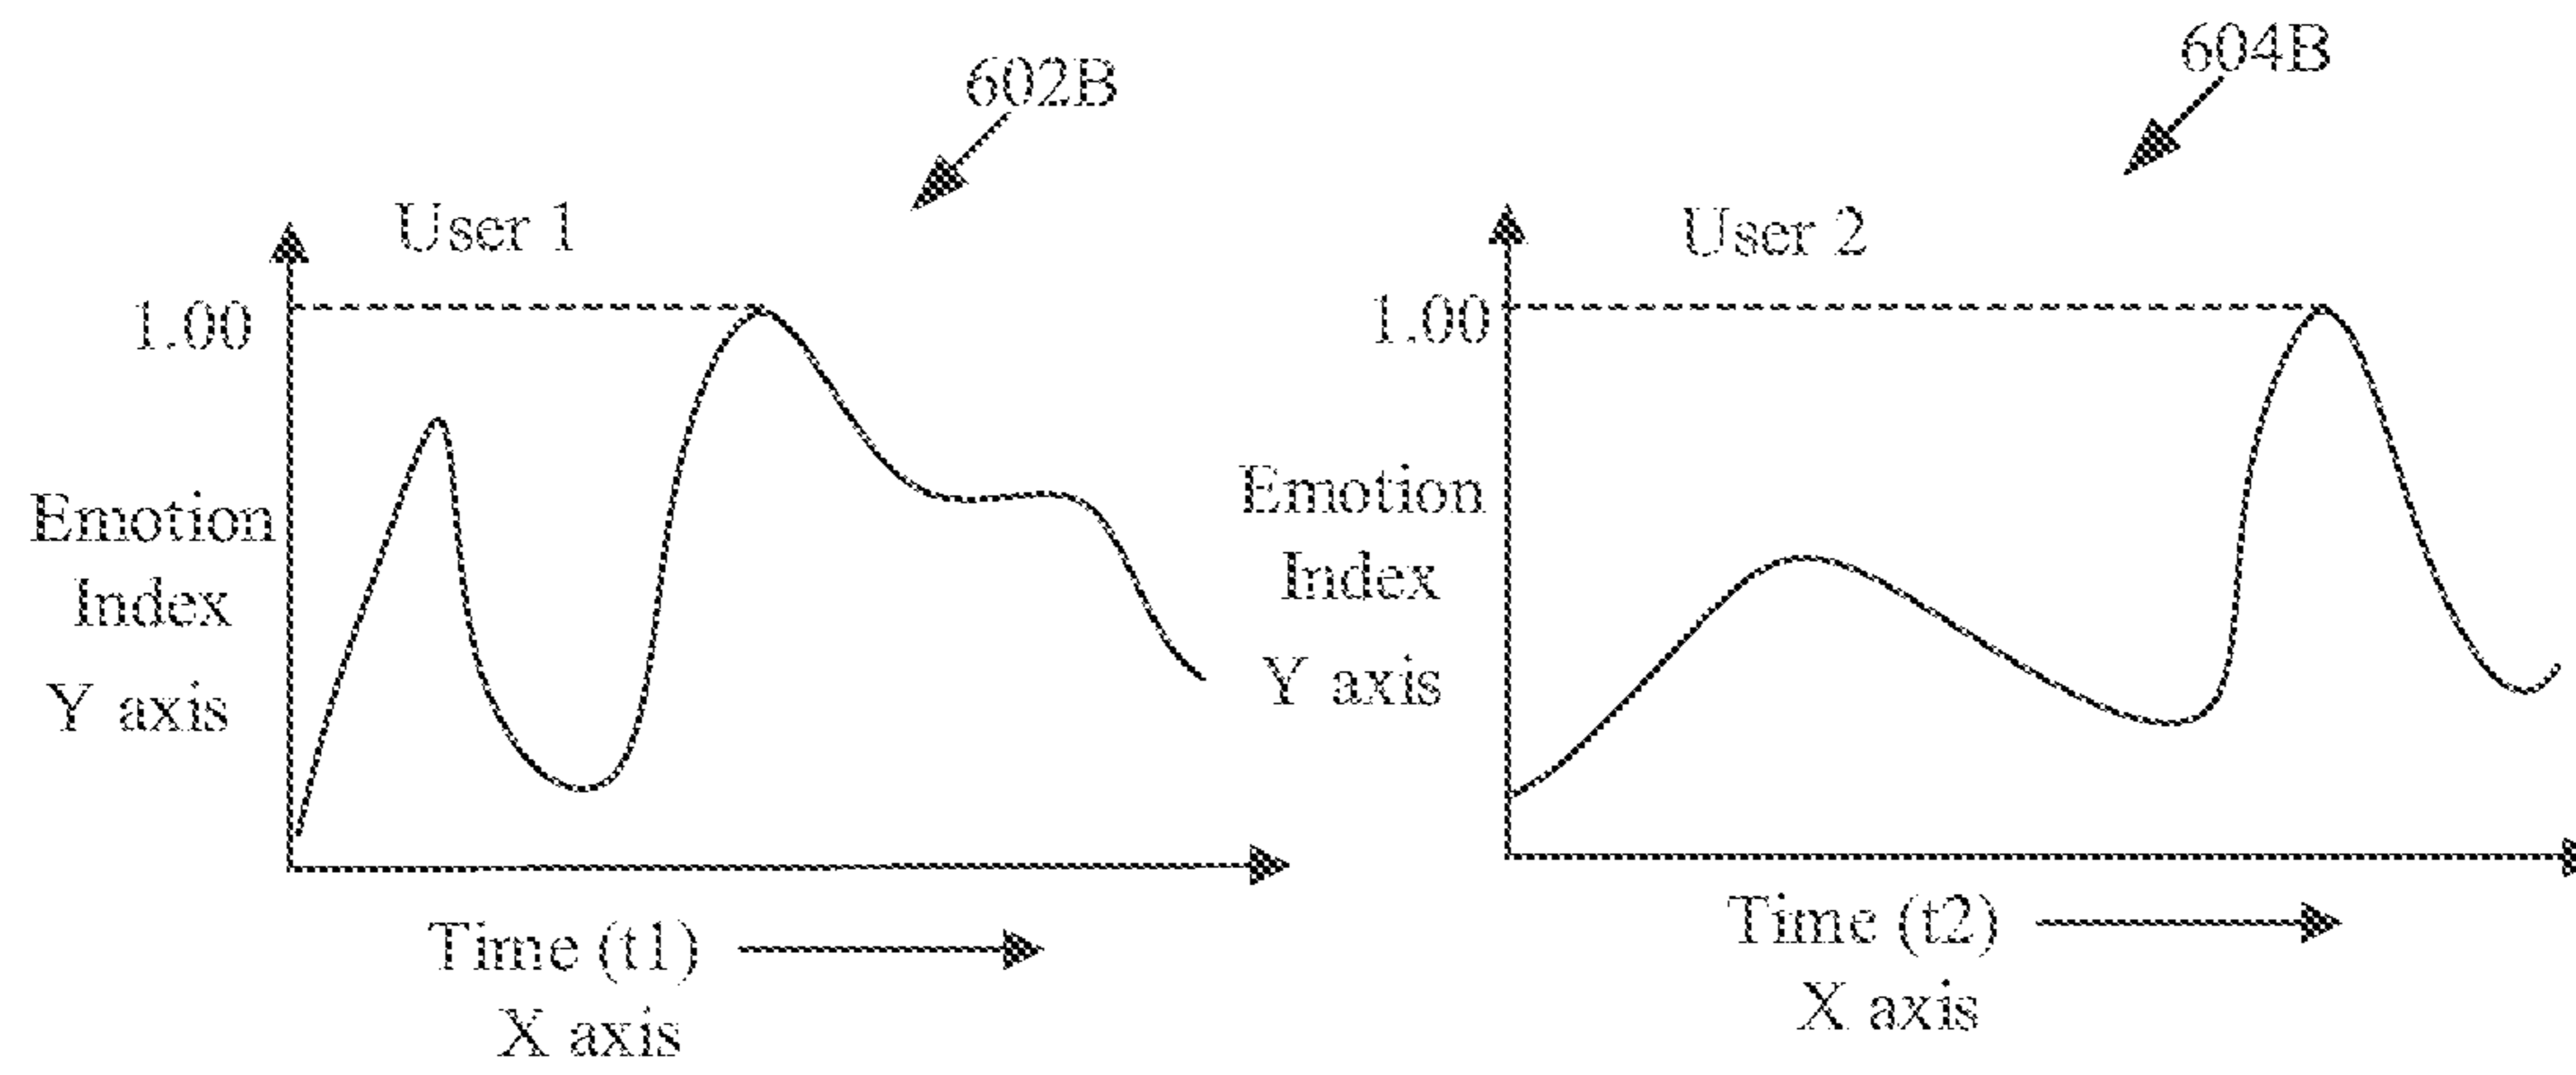 602B
User 1
1.00
Emotion
Index
Y axis
Time (t1)
X axis
604B
User 2
1.00
Emotion
Index
Y axis
Time (t2)
X axis